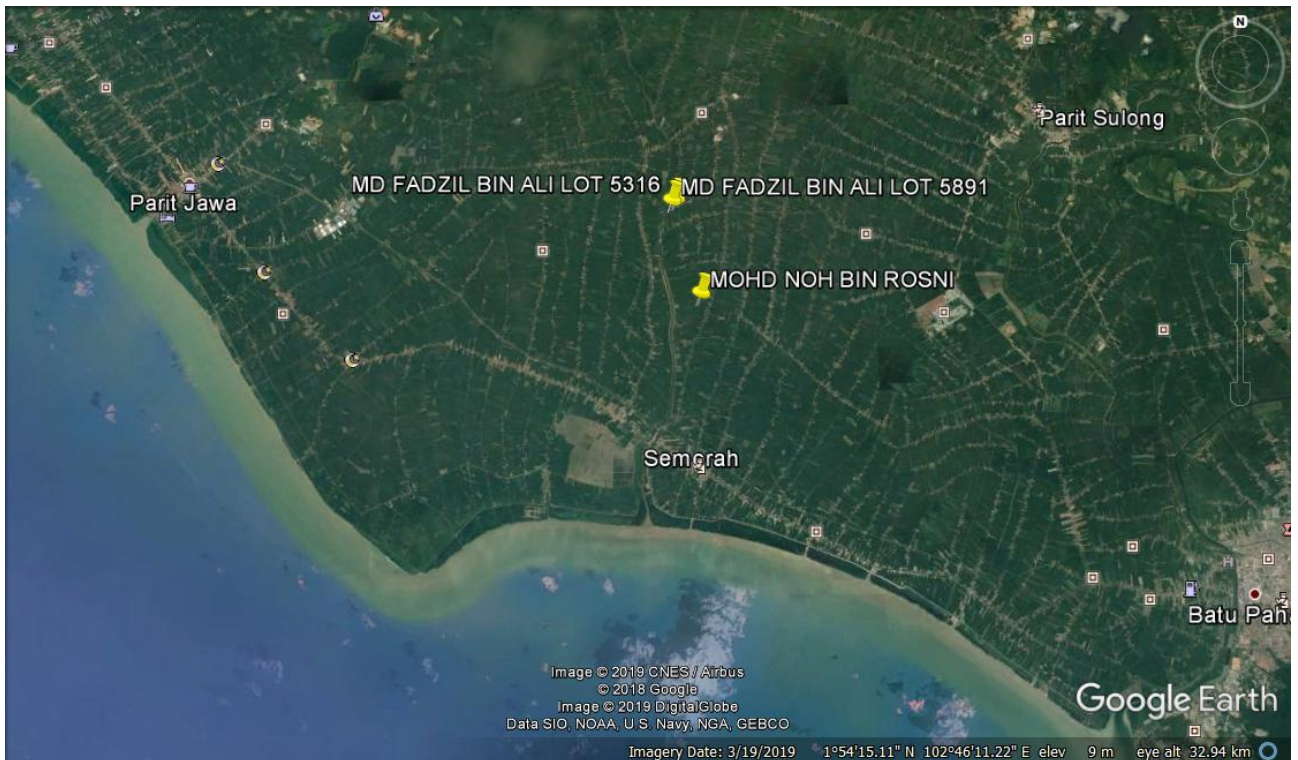 N
Parit Sulong
MD FADZIL BIN ALI LOT 5316
MD FADZIL BIN ALI LOT 5891
Parit Jawa
MOHD NOH BIN ROSNI
Semerah
Batu Paha
Image © 2019 CNES / Airbus
© 2018 Google
Image © 2019 DigitalGlobe
Data SIO, NOAA, U.S. Navy, NGA, GEBCO
Google Earth
Imagery Date: 3/19/2019 1°54'15.11" N 102°46'11.22" E elev 9 m eye alt 32.94 km